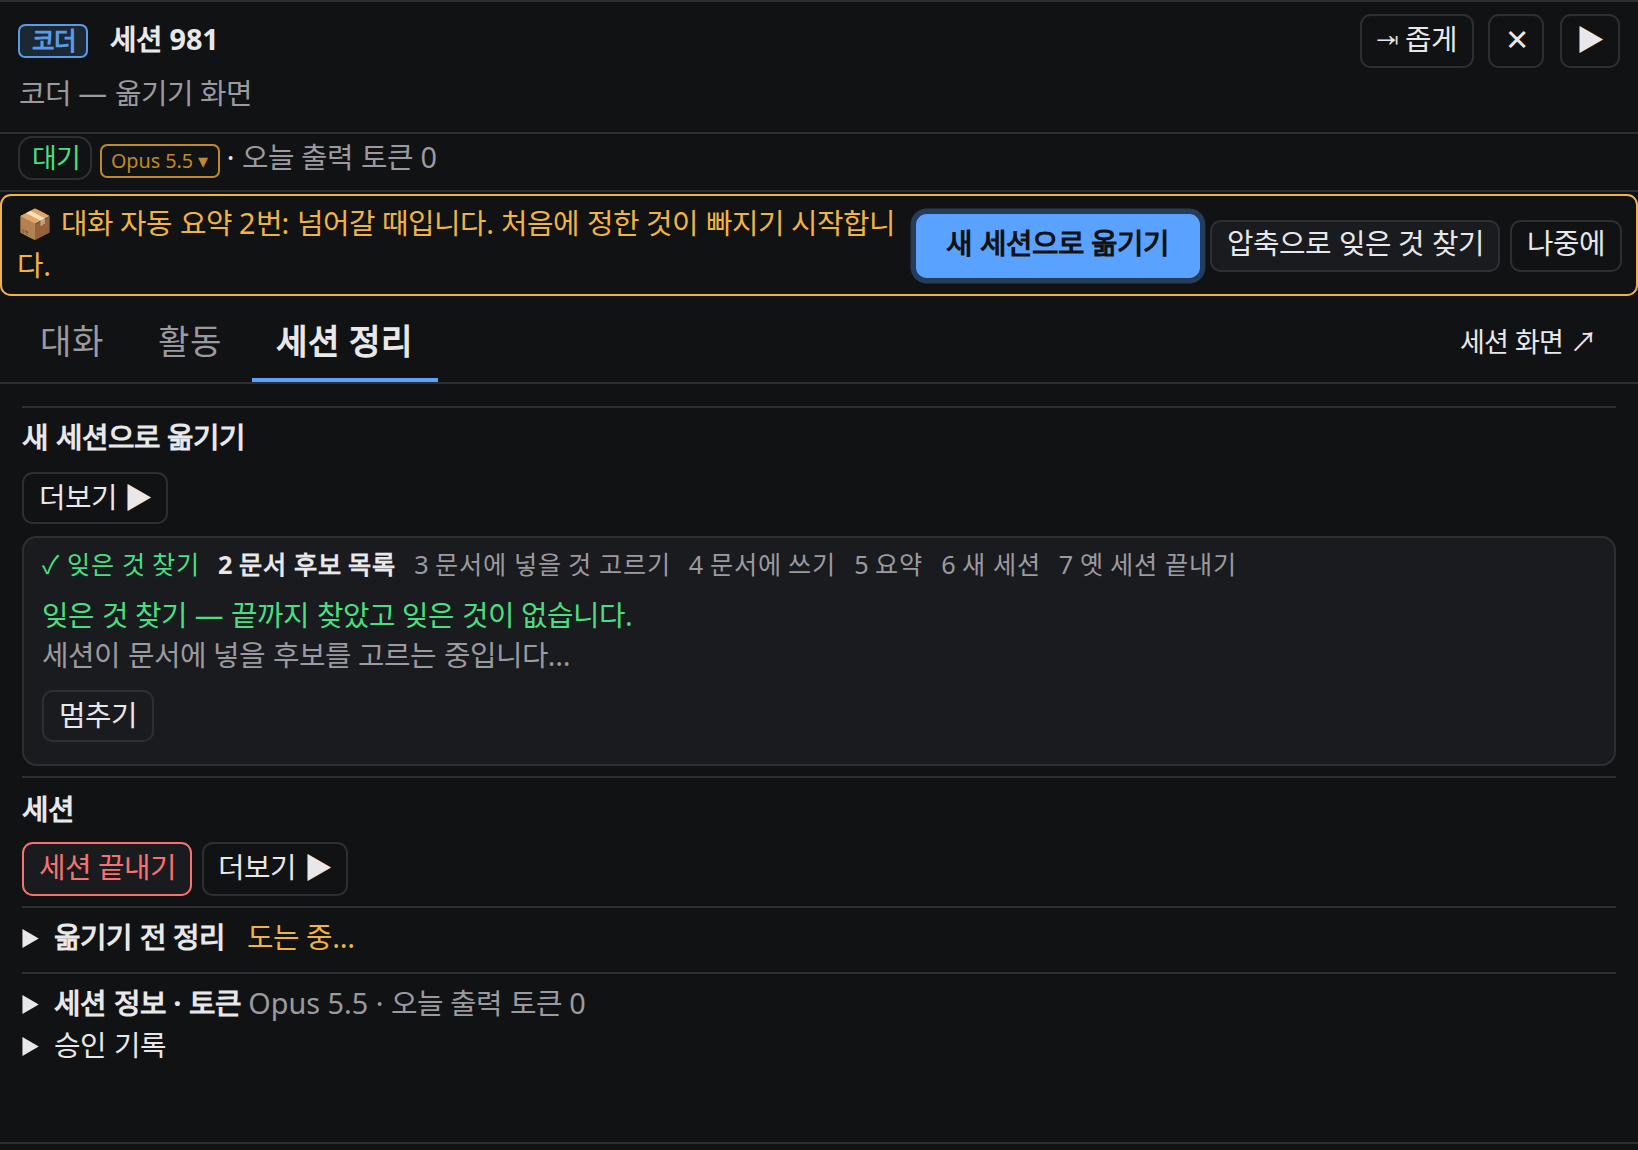 코더 세션 981 ⇥ 좁게 ✕ ▶
코더 — 옮기기 화면
대기 Opus 5.5 ▾ · 오늘 출력 토큰 0
📦 대화 자동 요약 2번: 넘어갈 때입니다. 처음에 정한 것이 빠지기 시작합니
다.
새 세션으로 옮기기 압축으로 잊은 것 찾기 나중에
대화 활동 세션 정리 세션 화면 ↗
새 세션으로 옮기기
더보기 ▶
✓ 잊은 것 찾기 2 문서 후보 목록 3 문서에 넣을 것 고르기 4 문서에 쓰기 5 요약 6 새 세션 7 옛 세션 끝내기
잊은 것 찾기 — 끝까지 찾았고 잊은 것이 없습니다.
세션이 문서에 넣을 후보를 고르는 중입니다...
멈추기
세션
세션 끝내기 더보기 ▶
▶ 옮기기 전 정리 도는 중...
▶ 세션 정보 · 토큰 Opus 5.5 · 오늘 출력 토큰 0
▶ 승인 기록